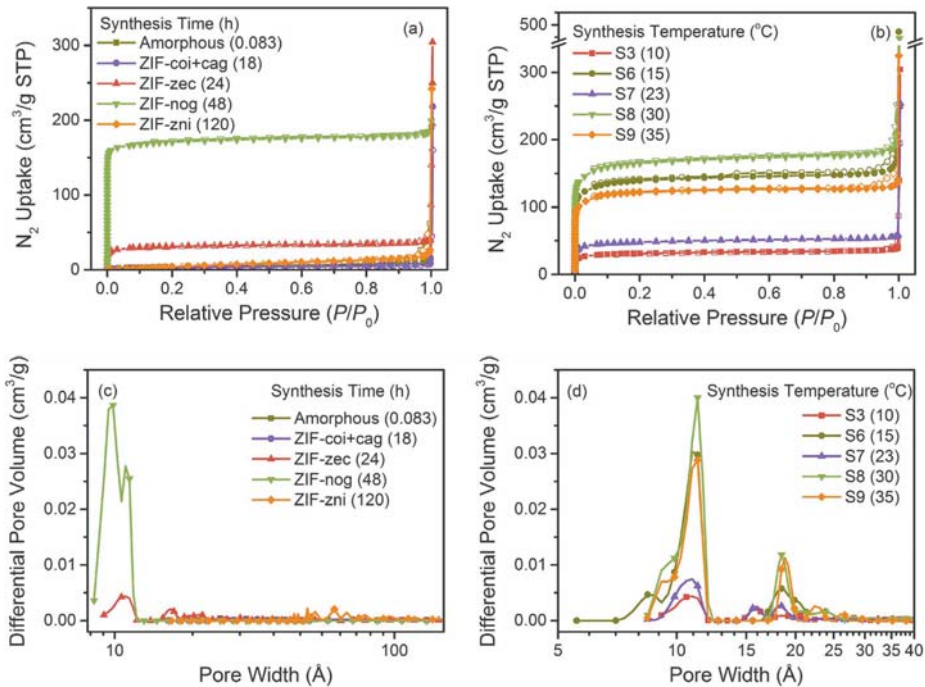 (a)
Synthesis Time (h)
Amorphous (0.083)
ZIF-coi+cag (18)
ZIF-zec (24)
ZIF-nog (48)
ZIF-zni (120)
N2 Uptake (cm³/g STP)
300
200
100
0
0.0 0.2 0.4 0.6 0.8 1.0
Relative Pressure (P/P0)
(b)
Synthesis Temperature (°C)
S3 (10)
S6 (15)
S7 (23)
S8 (30)
S9 (35)
N2 Uptake (cm³/g STP)
500
300
250
200
150
100
50
0
0.0 0.2 0.4 0.6 0.8 1.0
Relative Pressure (P/P0)
(c)
Synthesis Time (h)
Amorphous (0.083)
ZIF-coi+cag (18)
ZIF-zec (24)
ZIF-nog (48)
ZIF-zni (120)
Differential Pore Volume (cm³/g)
0.04
0.03
0.02
0.01
0.00
10 100
Pore Width (Å)
(d)
Synthesis Temperature (°C)
S3 (10)
S6 (15)
S7 (23)
S8 (30)
S9 (35)
Differential Pore Volume (cm³/g)
0.04
0.03
0.02
0.01
0.00
5 10 15 20 25 30 35 40
Pore Width (Å)